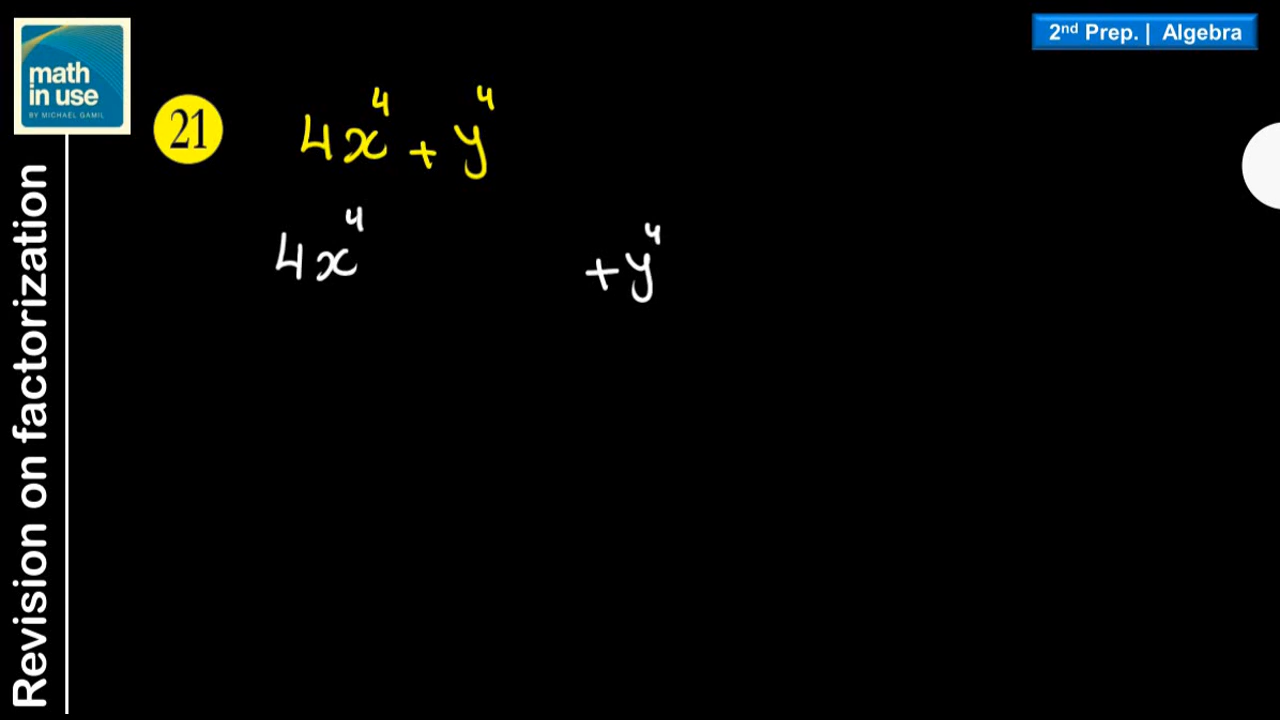 math
in use
BY MICHAEL GAMIL
2nd Prep. | Algebra
21 4x⁴ + y⁴
4x⁴ + y⁴
Revision on factorization